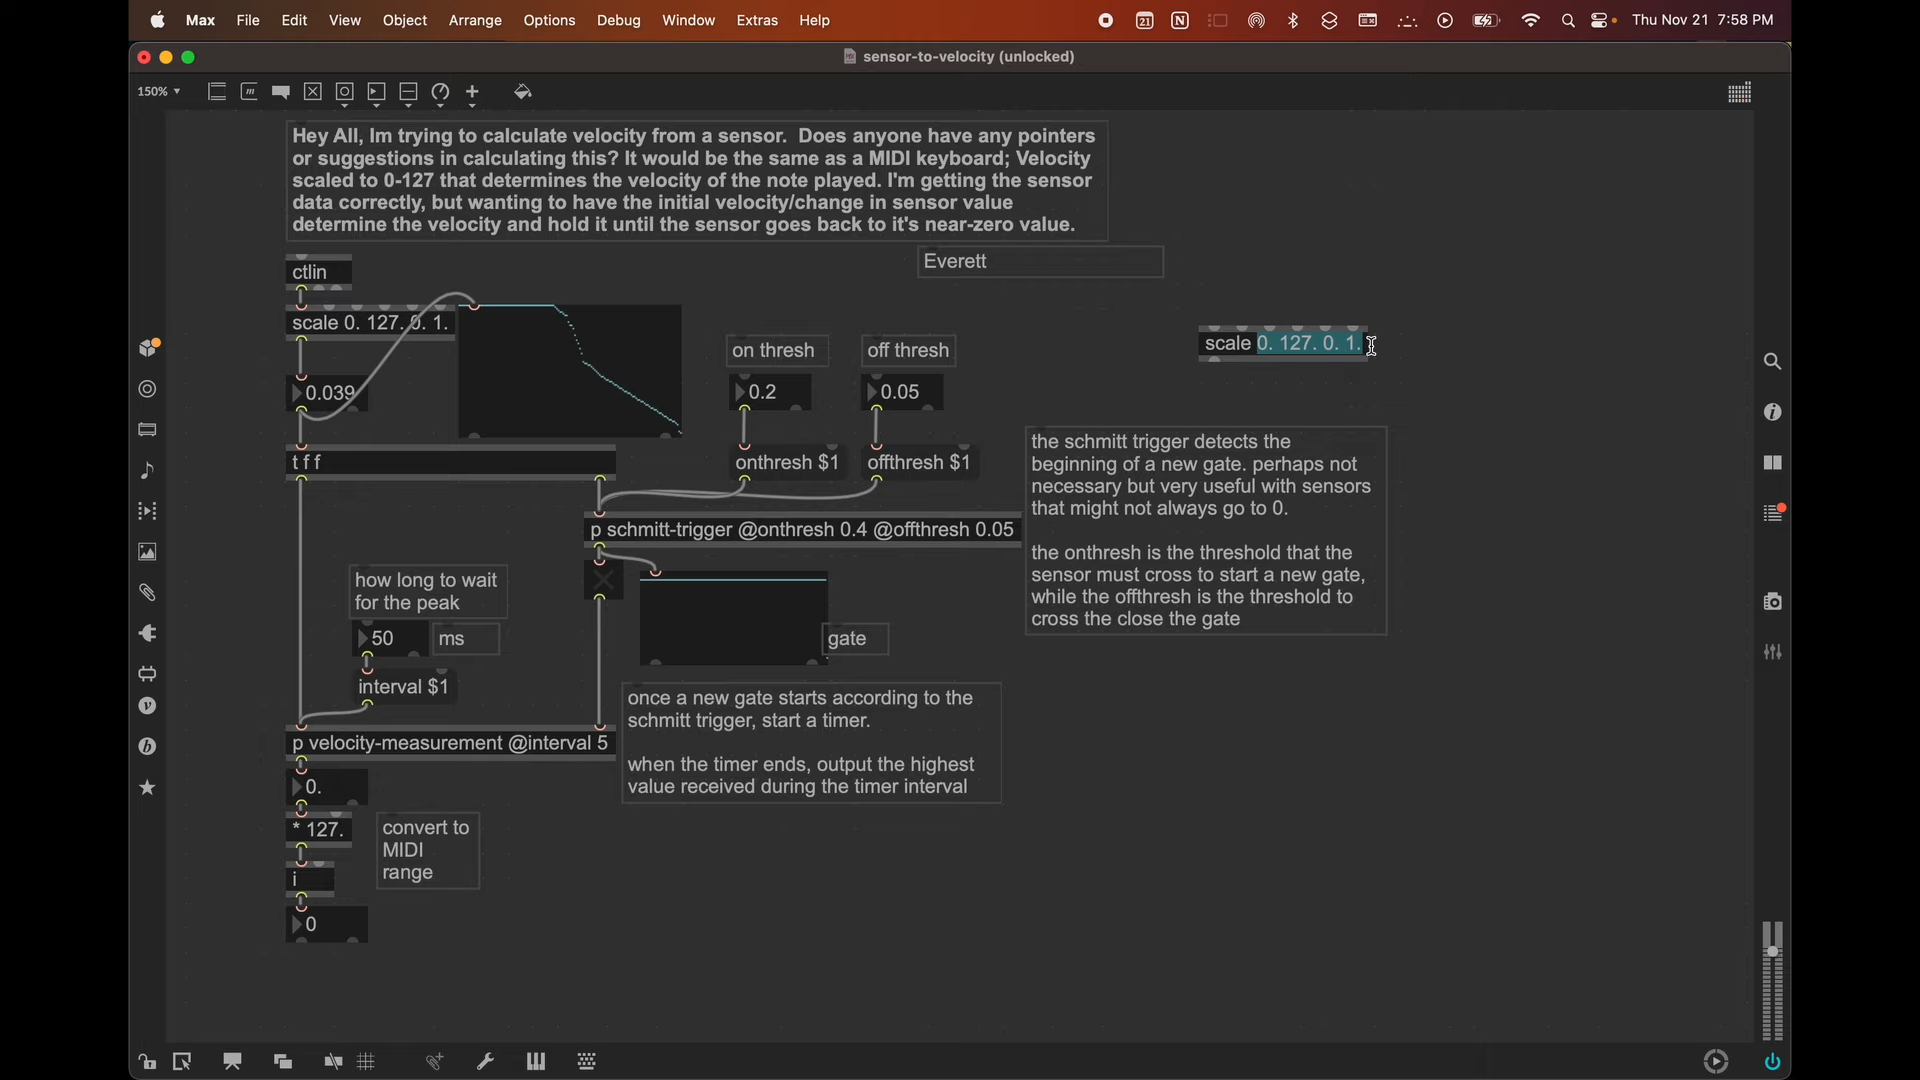 Max File Edit View Object Arrange Options Debug Window Extras Help
21
Thu Nov 21 7:58 PM
sensor-to-velocity (unlocked)
150%
Hey All, Im trying to calculate velocity from a sensor. Does anyone have any pointers
or suggestions in calculating this? It would be the same as a MIDI keyboard; Velocity
scaled to 0-127 that determines the velocity of the note played. I'm getting the sensor
data correctly, but wanting to have the initial velocity/change in sensor value
determine the velocity and hold it until the sensor goes back to it's near-zero value.
Everett
ctlin
scale 0. 127. 0. 1.
0.039
t f f
on thresh
0.2
onthresh $1
off thresh
0.05
offthresh $1
scale 0. 127. 0. 1.
p schmitt-trigger @onthresh 0.4 @offthresh 0.05
the schmitt trigger detects the
beginning of a new gate. perhaps not
necessary but very useful with sensors
that might not always go to 0.
the onthresh is the threshold that the
sensor must cross to start a new gate,
while the offthresh is the threshold to
cross the close the gate
how long to wait
for the peak
50
ms
interval $1
gate
p velocity-measurement @interval 5
once a new gate starts according to the
schmitt trigger, start a timer.
when the timer ends, output the highest
value received during the timer interval
0.
* 127.
i
0
convert to
MIDI
range